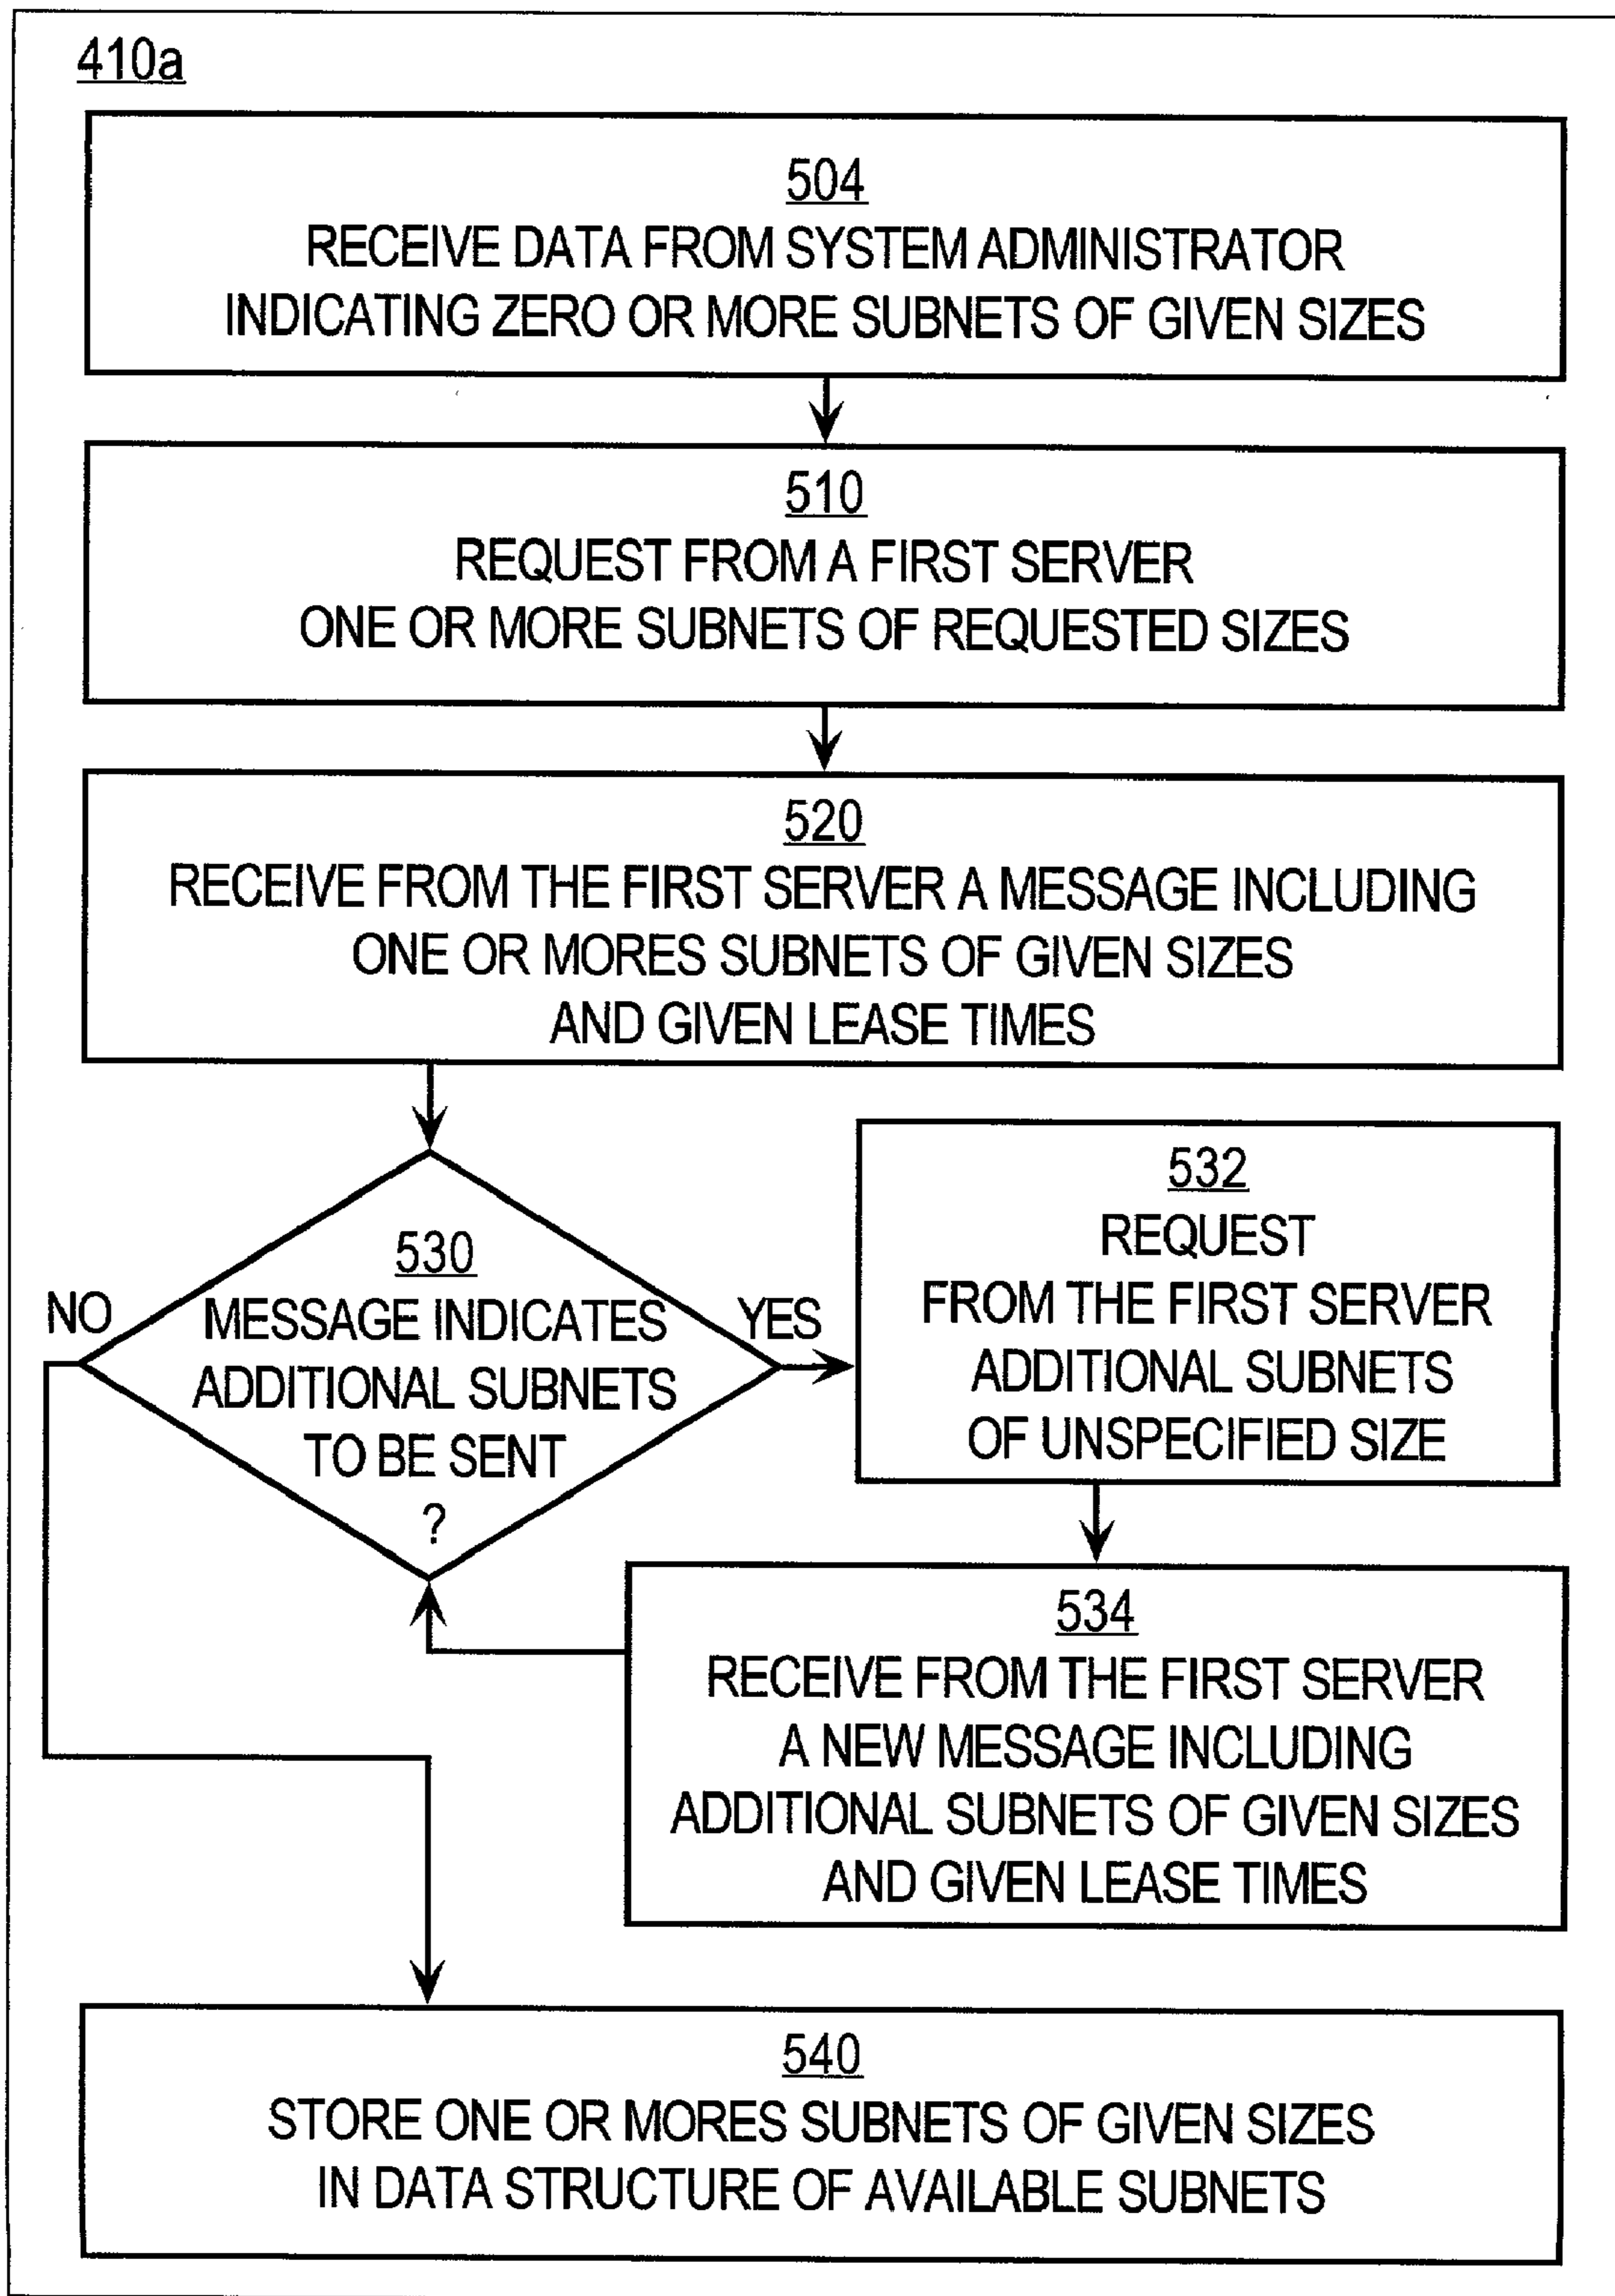 410a
504
RECEIVE DATA FROM SYSTEM ADMINISTRATOR
INDICATING ZERO OR MORE SUBNETS OF GIVEN SIZES
510
REQUEST FROM A FIRST SERVER
ONE OR MORE SUBNETS OF REQUESTED SIZES
520
RECEIVE FROM THE FIRST SERVER A MESSAGE INCLUDING
ONE OR MORES SUBNETS OF GIVEN SIZES
AND GIVEN LEASE TIMES
530
MESSAGE INDICATES
ADDITIONAL SUBNETS
TO BE SENT
?
NO
YES
532
REQUEST
FROM THE FIRST SERVER
ADDITIONAL SUBNETS
OF UNSPECIFIED SIZE
534
RECEIVE FROM THE FIRST SERVER
A NEW MESSAGE INCLUDING
ADDITIONAL SUBNETS OF GIVEN SIZES
AND GIVEN LEASE TIMES
540
STORE ONE OR MORES SUBNETS OF GIVEN SIZES
IN DATA STRUCTURE OF AVAILABLE SUBNETS